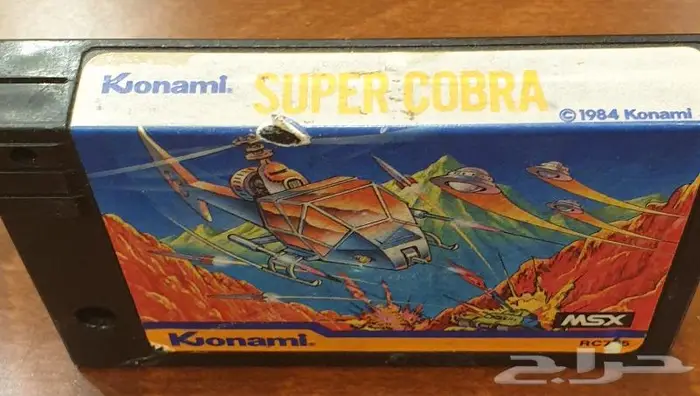 Konami.
SUPER COBRA
©1984 Konami
MSX
Konami.
حراج